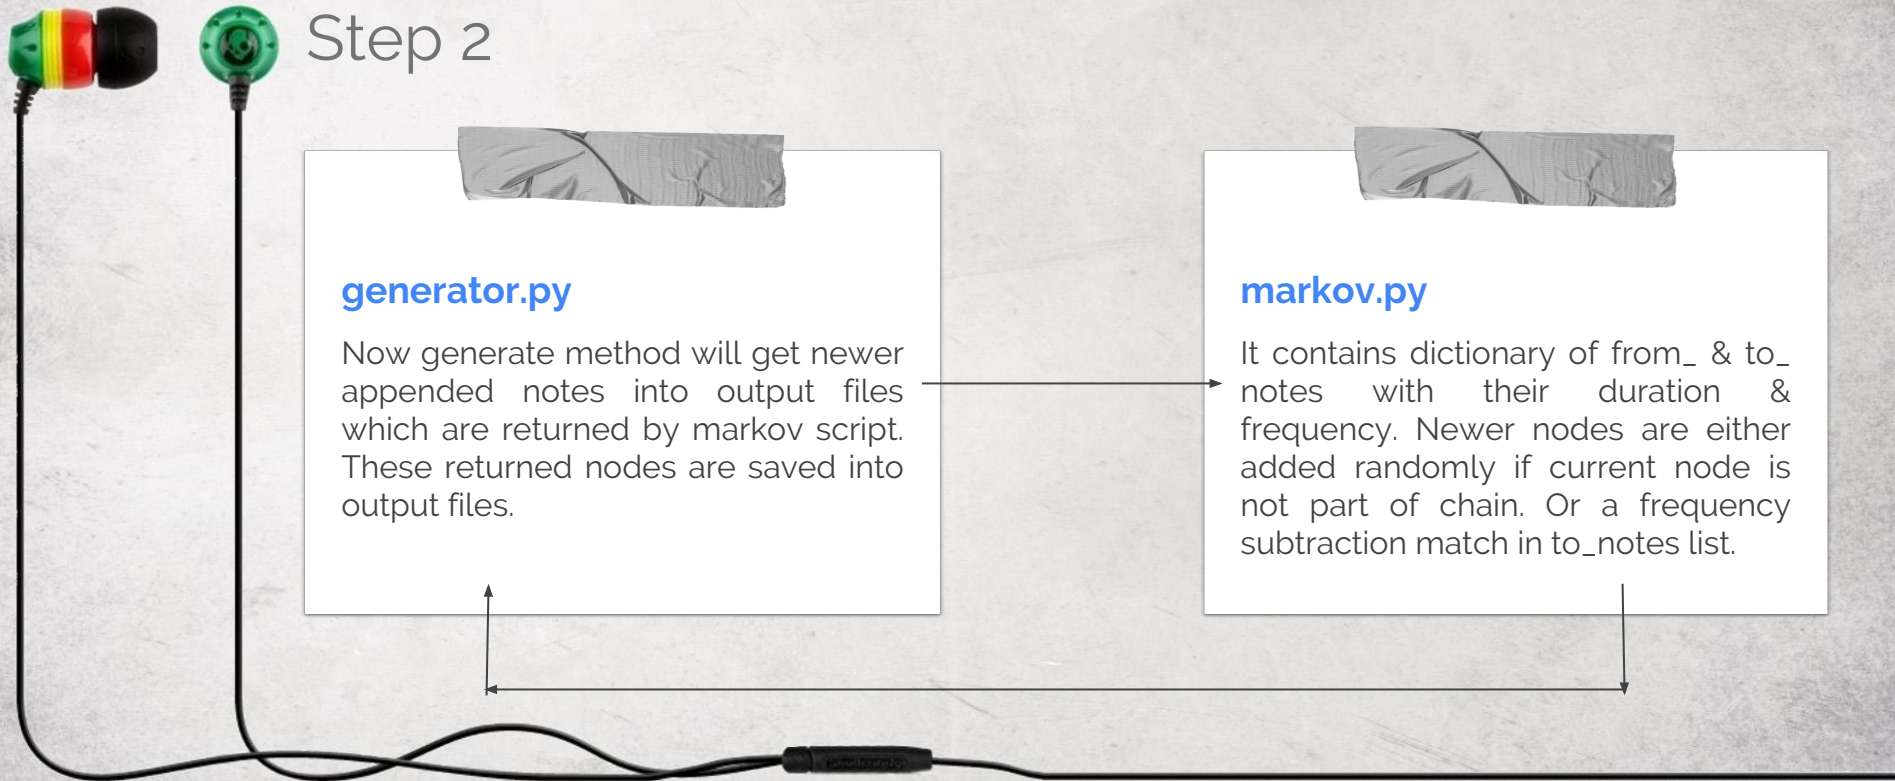 Step 2
generator.py
Now generate method will get newer
appended notes into output files
which are returned by markov script.
These returned nodes are saved into
output files.
markov.py
It contains dictionary of from_ & to_
notes with their duration &
frequency. Newer nodes are either
added randomly if current node is
not part of chain. Or a frequency
subtraction match in to_notes list.